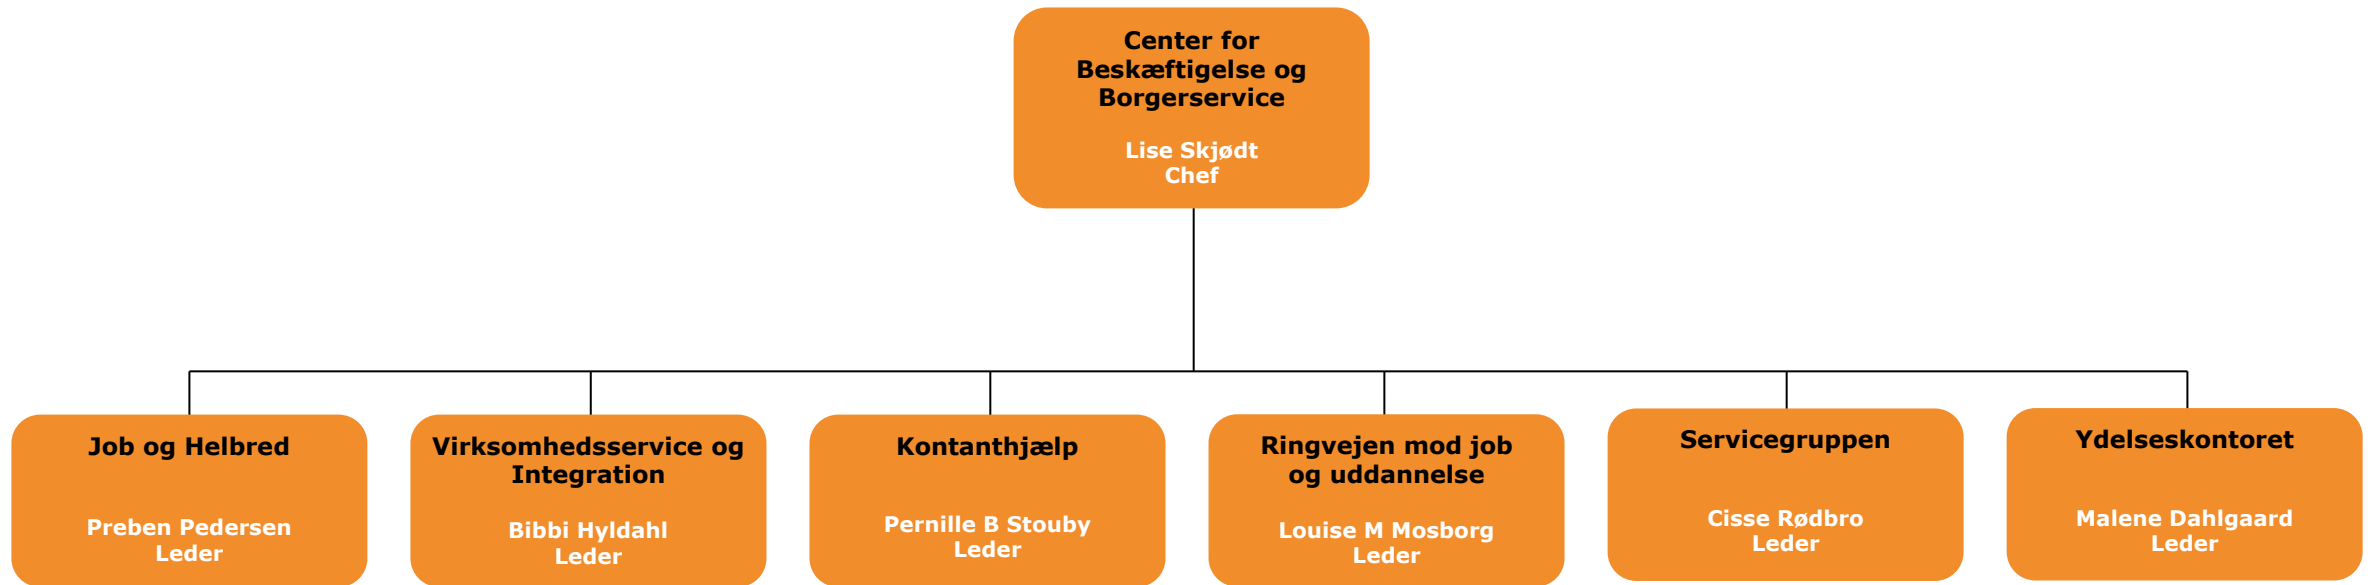 Center for
Beskæftigelse og
Borgerservice
Lise Skjødt
Chef
Job og Helbred
Preben Pedersen
Leder
Virksomhedsservice og
Integration
Bibbi Hyldahl
Leder
Kontanthjælp
Pernille B Stouby
Leder
Ringvejen mod job
og uddannelse
Louise M Mosborg
Leder
Servicegruppen
Cisse Rødbro
Leder
Ydelseskontoret
Malene Dahlgaard
Leder